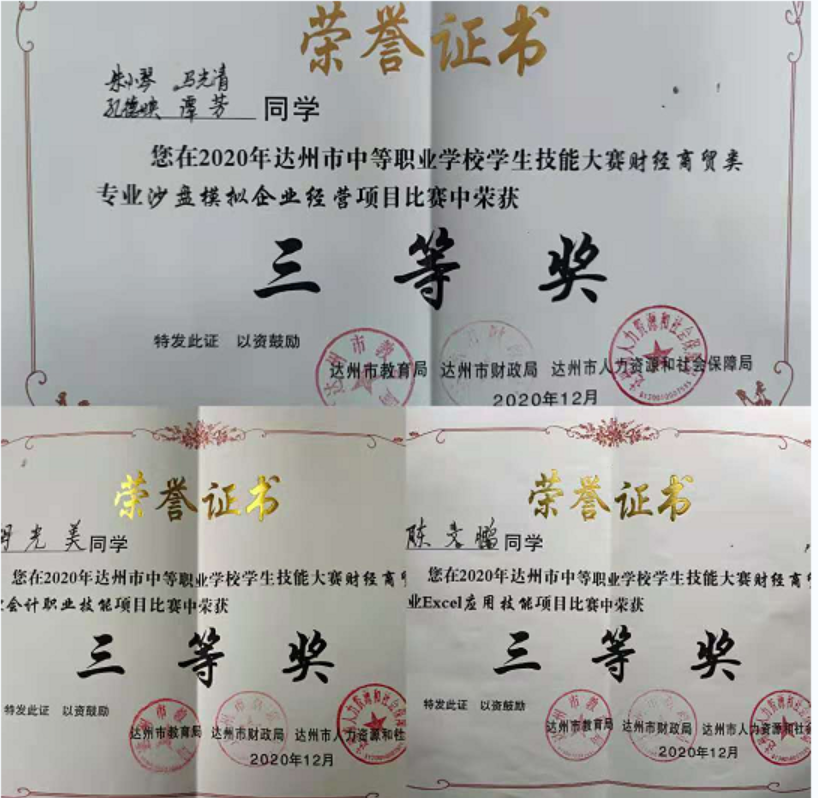 荣誉证书
朱小琴 马光清
孔德映 谭芳 同学
您在2020年达州市中等职业学校学生技能大赛财经商贸类
专业沙盘模拟企业经营项目比赛中荣获
三等奖
特发此证 以资鼓励
达州市教育局 达州市财政局 达州市人力资源和社会保障局
2020年12月
荣誉证书
光美同学
您在2020年达州市中等职业学校学生技能大赛财经商
会计职业技能项目比赛中荣获
三等奖
特发此证 以资鼓励
达州市教育局 达州市财政局 达州市人力资源和社
2020年12月
荣誉证书
陈 鹏同学
您在2020年达州市中等职业学校学生技能大赛财经商
业Excel应用技能项目比赛中荣获
三等奖
特发此证 以资鼓励
达州市教育局 达州市财政局 达州市人力资源和社会
2020年12月